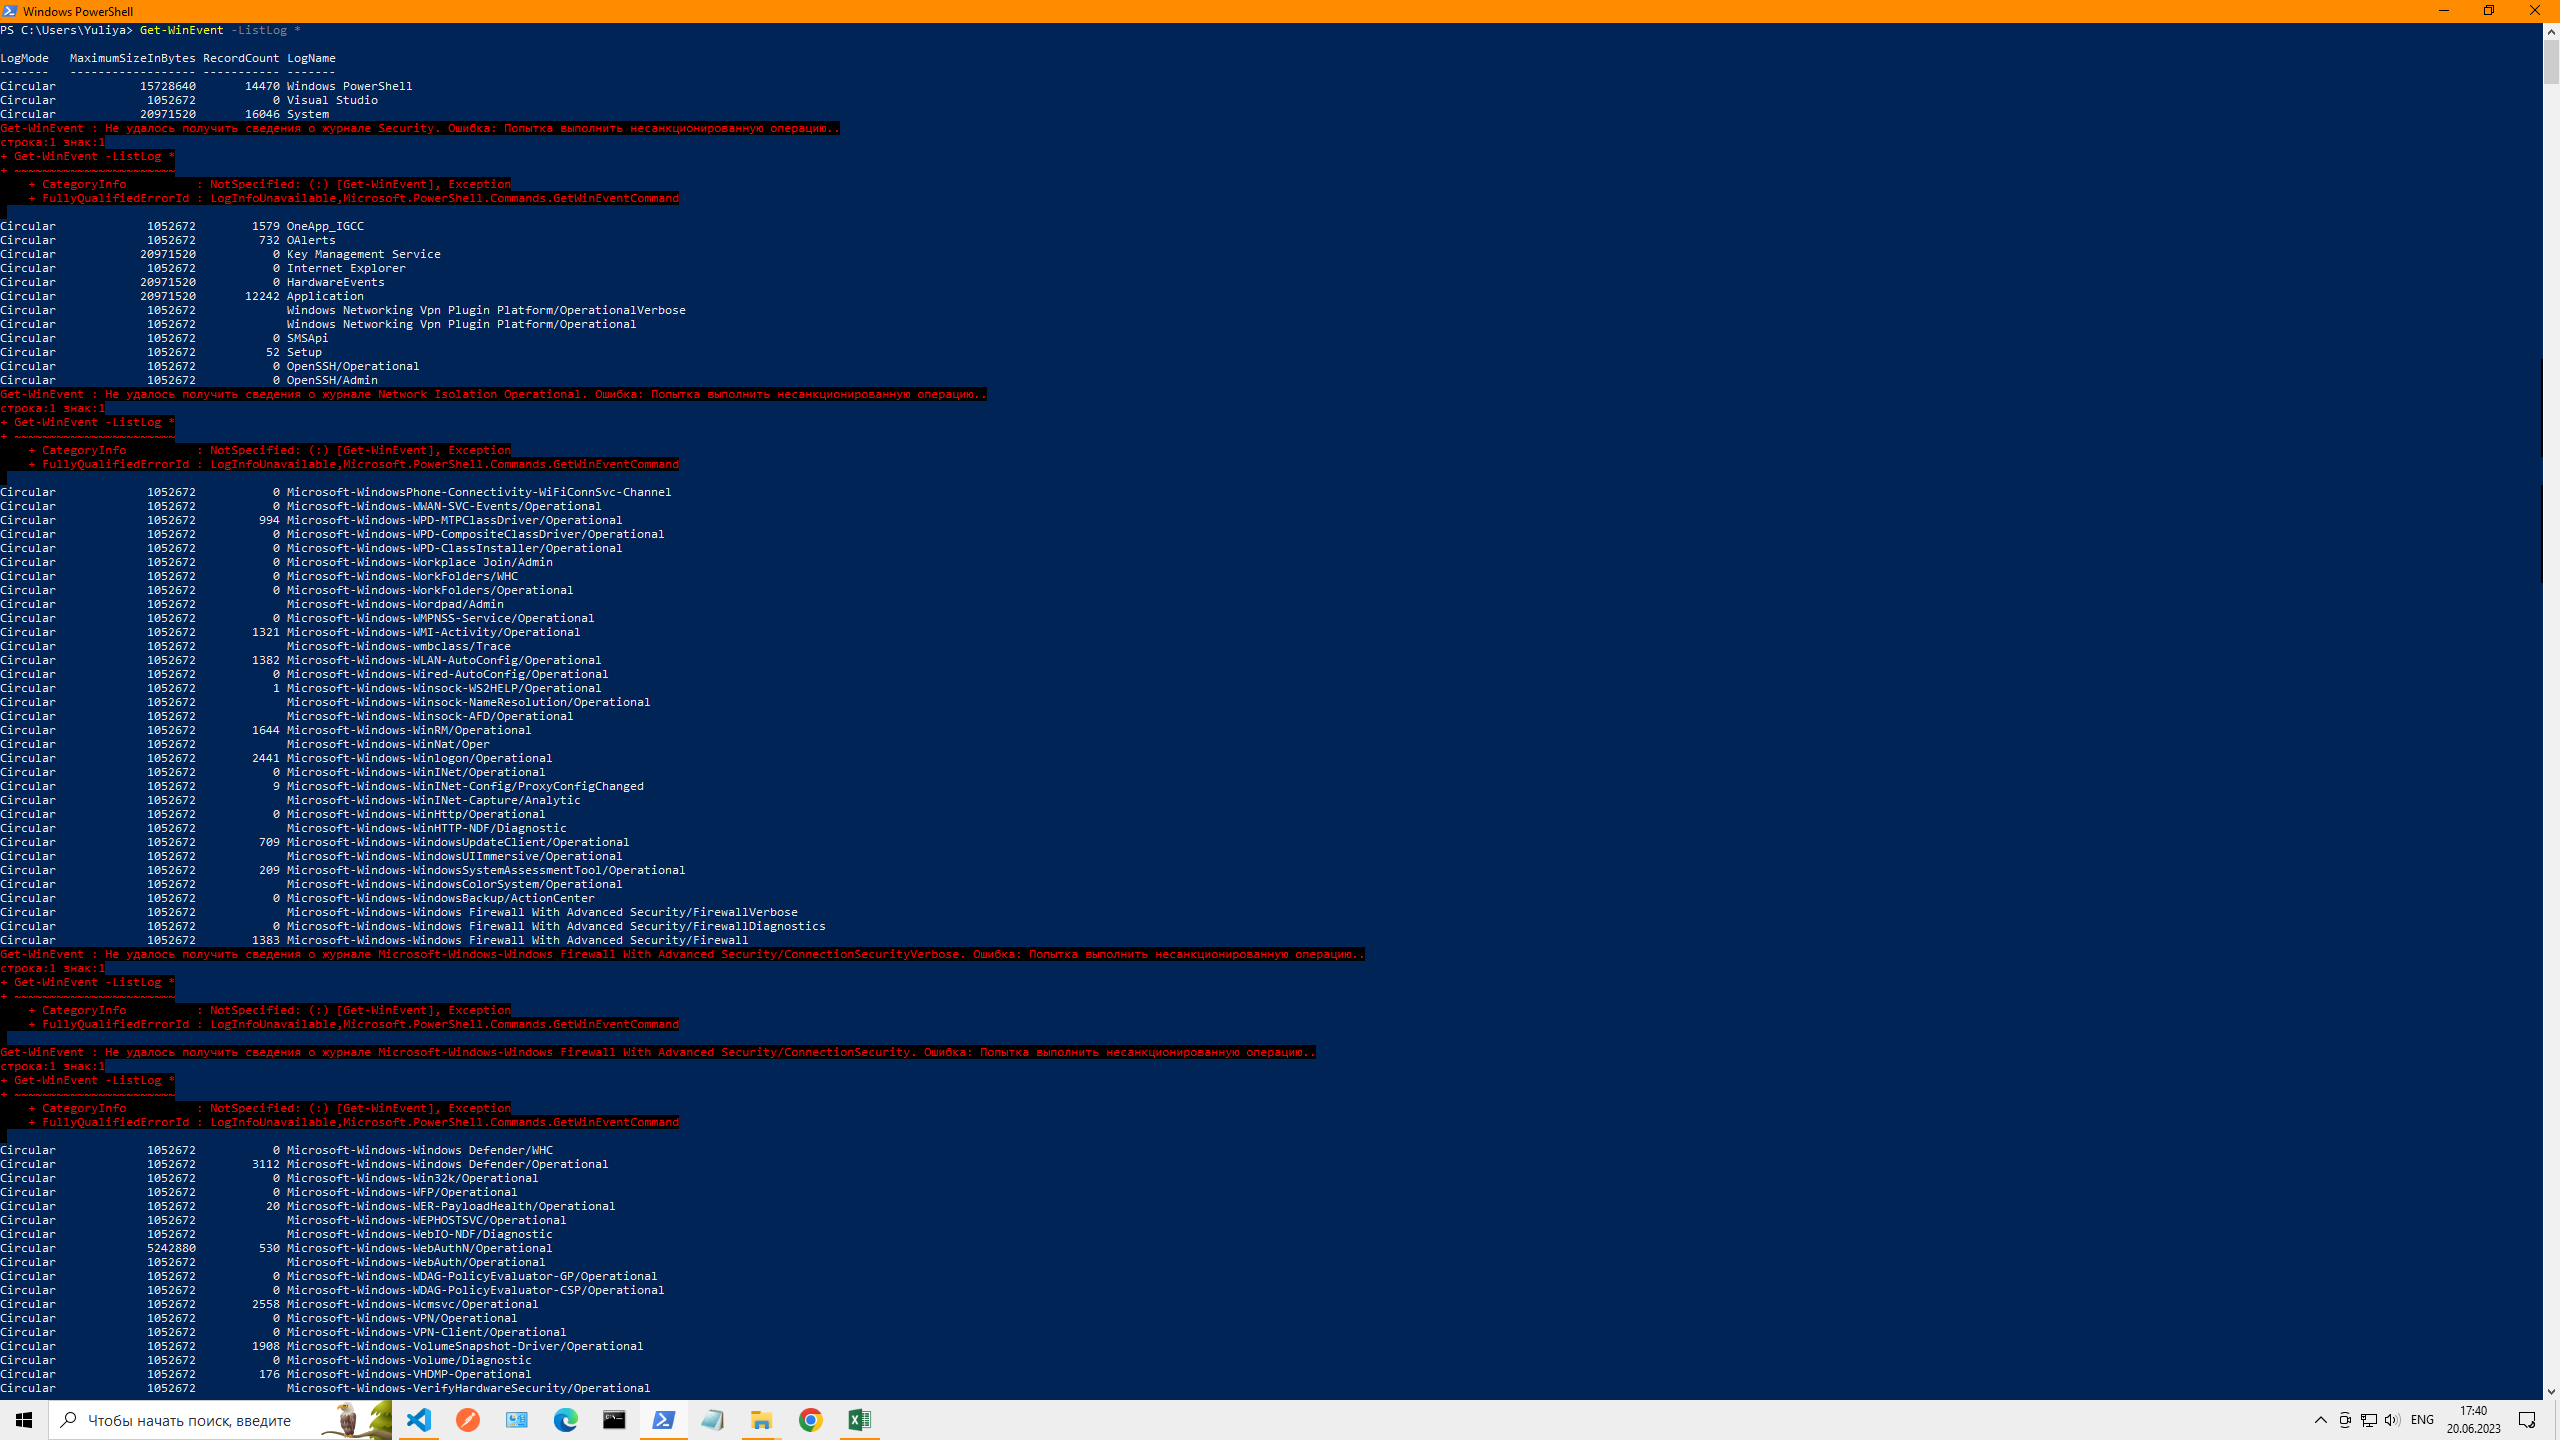 Windows PowerShell
PS C:\Users\Yuliya> Get-WinEvent -ListLog *
LogMode   MaximumSizeInBytes RecordCount LogName
-------   ------------------ ----------- -------
Circular            15728640       14470 Windows PowerShell
Circular             1052672           0 Visual Studio
Circular            20971520       16046 System
Get-WinEvent : Не удалось получить сведения о журнале Security. Ошибка: Попытка выполнить несанкционированную операцию..
строка:1 знак:1
+ Get-WinEvent -ListLog *
+ ~~~~~~~~~~~~~~~~~~~~~~~
    + CategoryInfo          : NotSpecified: (:) [Get-WinEvent], Exception
    + FullyQualifiedErrorId : LogInfoUnavailable,Microsoft.PowerShell.Commands.GetWinEventCommand
Circular             1052672        1579 OneApp_IGCC
Circular             1052672         732 OAlerts
Circular            20971520           0 Key Management Service
Circular             1052672           0 Internet Explorer
Circular            20971520           0 HardwareEvents
Circular            20971520       12242 Application
Circular             1052672             Windows Networking Vpn Plugin Platform/OperationalVerbose
Circular             1052672             Windows Networking Vpn Plugin Platform/Operational
Circular             1052672           0 SMSApi
Circular             1052672          52 Setup
Circular             1052672           0 OpenSSH/Operational
Circular             1052672           0 OpenSSH/Admin
Get-WinEvent : Не удалось получить сведения о журнале Network Isolation Operational. Ошибка: Попытка выполнить несанкционированную операцию..
строка:1 знак:1
+ Get-WinEvent -ListLog *
+ ~~~~~~~~~~~~~~~~~~~~~~~
    + CategoryInfo          : NotSpecified: (:) [Get-WinEvent], Exception
    + FullyQualifiedErrorId : LogInfoUnavailable,Microsoft.PowerShell.Commands.GetWinEventCommand
Circular             1052672           0 Microsoft-WindowsPhone-Connectivity-WiFiConnSvc-Channel
Circular             1052672           0 Microsoft-Windows-WWAN-SVC-Events/Operational
Circular             1052672         994 Microsoft-Windows-WPD-MTPClassDriver/Operational
Circular             1052672           0 Microsoft-Windows-WPD-CompositeClassDriver/Operational
Circular             1052672           0 Microsoft-Windows-WPD-ClassInstaller/Operational
Circular             1052672           0 Microsoft-Windows-Workplace Join/Admin
Circular             1052672           0 Microsoft-Windows-WorkFolders/WHC
Circular             1052672           0 Microsoft-Windows-WorkFolders/Operational
Circular             1052672             Microsoft-Windows-Wordpad/Admin
Circular             1052672           0 Microsoft-Windows-WMPNSS-Service/Operational
Circular             1052672        1321 Microsoft-Windows-WMI-Activity/Operational
Circular             1052672             Microsoft-Windows-wmbclass/Trace
Circular             1052672        1382 Microsoft-Windows-WLAN-AutoConfig/Operational
Circular             1052672           0 Microsoft-Windows-Wired-AutoConfig/Operational
Circular             1052672           1 Microsoft-Windows-Winsock-WS2HELP/Operational
Circular             1052672             Microsoft-Windows-Winsock-NameResolution/Operational
Circular             1052672             Microsoft-Windows-Winsock-AFD/Operational
Circular             1052672        1644 Microsoft-Windows-WinRM/Operational
Circular             1052672             Microsoft-Windows-WinNat/Oper
Circular             1052672        2441 Microsoft-Windows-Winlogon/Operational
Circular             1052672           0 Microsoft-Windows-WinINet/Operational
Circular             1052672           9 Microsoft-Windows-WinINet-Config/ProxyConfigChanged
Circular             1052672             Microsoft-Windows-WinINet-Capture/Analytic
Circular             1052672           0 Microsoft-Windows-WinHttp/Operational
Circular             1052672             Microsoft-Windows-WinHTTP-NDF/Diagnostic
Circular             1052672         709 Microsoft-Windows-WindowsUpdateClient/Operational
Circular             1052672             Microsoft-Windows-WindowsUIImmersive/Operational
Circular             1052672         209 Microsoft-Windows-WindowsSystemAssessmentTool/Operational
Circular             1052672             Microsoft-Windows-WindowsColorSystem/Operational
Circular             1052672           0 Microsoft-Windows-WindowsBackup/ActionCenter
Circular             1052672             Microsoft-Windows-Windows Firewall With Advanced Security/FirewallVerbose
Circular             1052672           0 Microsoft-Windows-Windows Firewall With Advanced Security/FirewallDiagnostics
Circular             1052672        1383 Microsoft-Windows-Windows Firewall With Advanced Security/Firewall
Get-WinEvent : Не удалось получить сведения о журнале Microsoft-Windows-Windows Firewall With Advanced Security/ConnectionSecurityVerbose. Ошибка: Попытка выполнить несанкционированную операцию..
строка:1 знак:1
+ Get-WinEvent -ListLog *
+ ~~~~~~~~~~~~~~~~~~~~~~~
    + CategoryInfo          : NotSpecified: (:) [Get-WinEvent], Exception
    + FullyQualifiedErrorId : LogInfoUnavailable,Microsoft.PowerShell.Commands.GetWinEventCommand
Get-WinEvent : Не удалось получить сведения о журнале Microsoft-Windows-Windows Firewall With Advanced Security/ConnectionSecurity. Ошибка: Попытка выполнить несанкционированную операцию..
строка:1 знак:1
+ Get-WinEvent -ListLog *
+ ~~~~~~~~~~~~~~~~~~~~~~~
    + CategoryInfo          : NotSpecified: (:) [Get-WinEvent], Exception
    + FullyQualifiedErrorId : LogInfoUnavailable,Microsoft.PowerShell.Commands.GetWinEventCommand
Circular             1052672           0 Microsoft-Windows-Windows Defender/WHC
Circular             1052672        3112 Microsoft-Windows-Windows Defender/Operational
Circular             1052672           0 Microsoft-Windows-Win32k/Operational
Circular             1052672           0 Microsoft-Windows-WFP/Operational
Circular             1052672          20 Microsoft-Windows-WER-PayloadHealth/Operational
Circular             1052672             Microsoft-Windows-WEPHOSTSVC/Operational
Circular             1052672             Microsoft-Windows-WebIO-NDF/Diagnostic
Circular             5242880         530 Microsoft-Windows-WebAuthN/Operational
Circular             1052672             Microsoft-Windows-WebAuth/Operational
Circular             1052672           0 Microsoft-Windows-WDAG-PolicyEvaluator-GP/Operational
Circular             1052672           0 Microsoft-Windows-WDAG-PolicyEvaluator-CSP/Operational
Circular             1052672        2558 Microsoft-Windows-Wcmsvc/Operational
Circular             1052672           0 Microsoft-Windows-VPN/Operational
Circular             1052672           0 Microsoft-Windows-VPN-Client/Operational
Circular             1052672        1908 Microsoft-Windows-VolumeSnapshot-Driver/Operational
Circular             1052672           0 Microsoft-Windows-Volume/Diagnostic
Circular             1052672         176 Microsoft-Windows-VHDMP-Operational
Circular             1052672             Microsoft-Windows-VerifyHardwareSecurity/Operational
Чтобы начать поиск, введите
ENG
17:40
20.06.2023